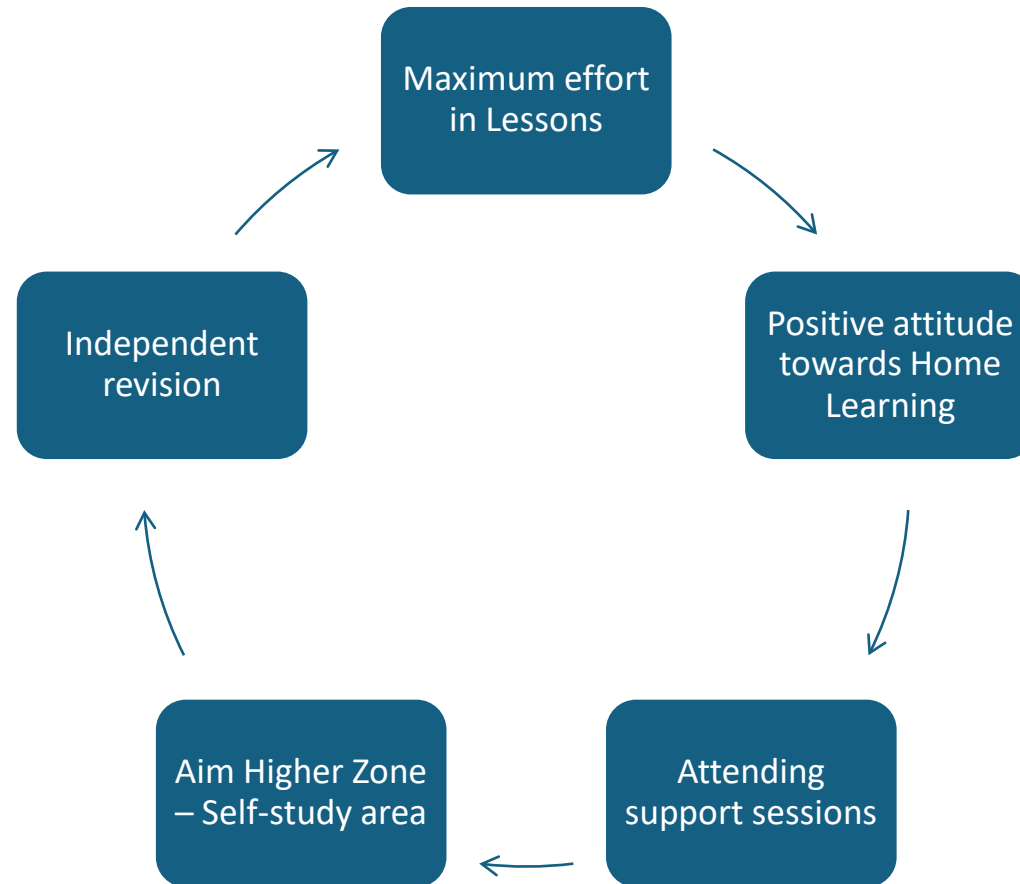 Maximum effort
in Lessons
Positive attitude
towards Home
Learning
Attending
support sessions
Aim Higher Zone
– Self-study area
Independent
revision